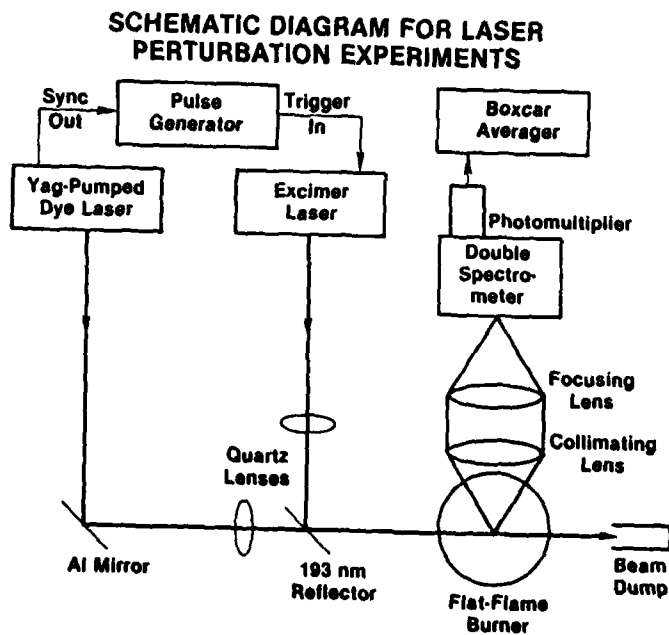 SCHEMATIC DIAGRAM FOR LASER
PERTURBATION EXPERIMENTS
Sync
Out
Pulse
Generator
Trigger
In
Boxcar
Averager
Yag-Pumped
Dye Laser
Excimer
Laser
Photomultiplier
Double
Spectro-
meter
Focusing
Lens
Collimating
Lens
Quartz
Lenses
Al Mirror
193 nm
Reflector
Flat-Flame
Burner
Beam
Dump